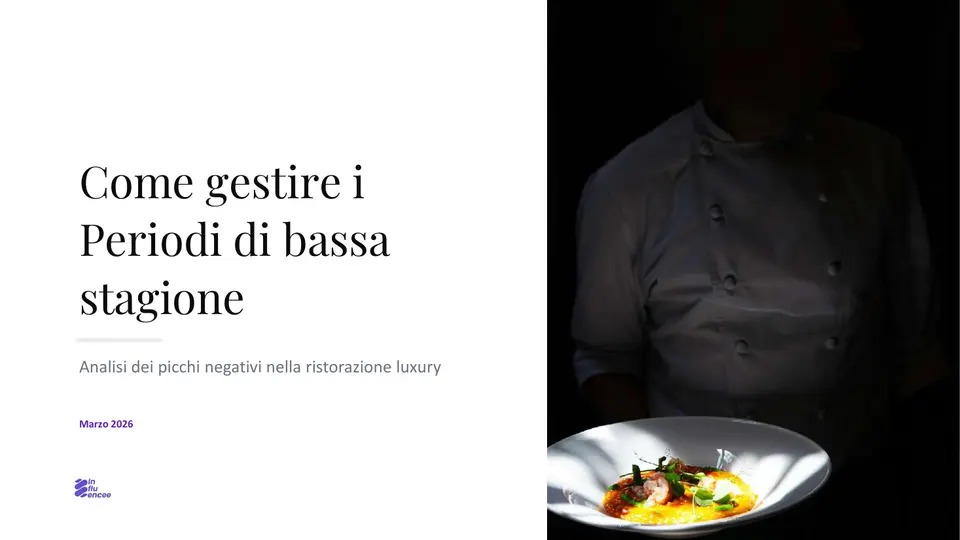 Come gestire i
Periodi di bassa
stagione
Analisi dei picchi negativi nella ristorazione luxury
Marzo 2026
in
flu
encee